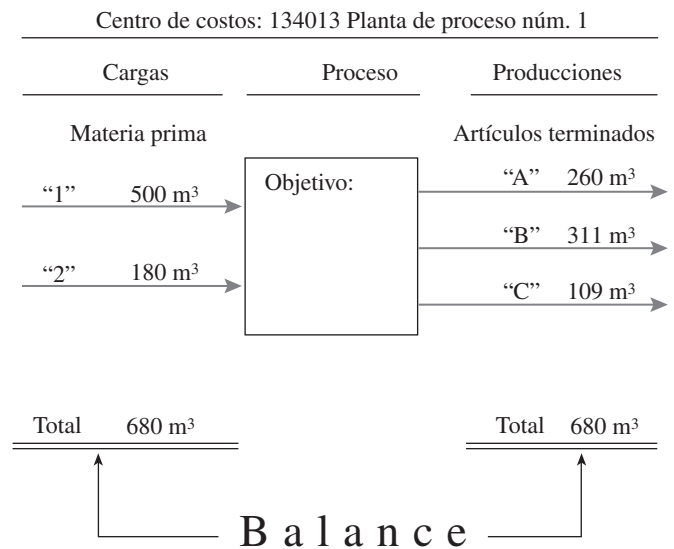 Centro de costos: 134013 Planta de proceso núm. 1
Cargas Proceso Producciones
Materia prima Artículos terminados
“1” 500 m³
“2” 180 m³
Objetivo:
“A” 260 m³
“B” 311 m³
“C” 109 m³
Total 680 m³ Total 680 m³
Balance